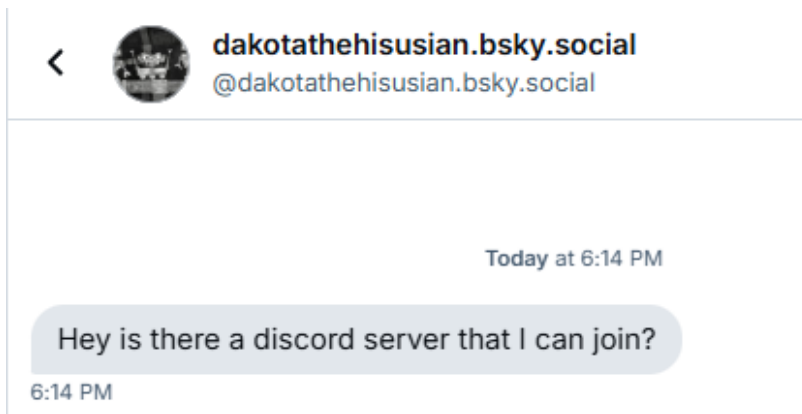 dakotathehisusian.bsky.social
@dakotathehisusian.bsky.social
Today at 6:14 PM
Hey is there a discord server that I can join?
6:14 PM